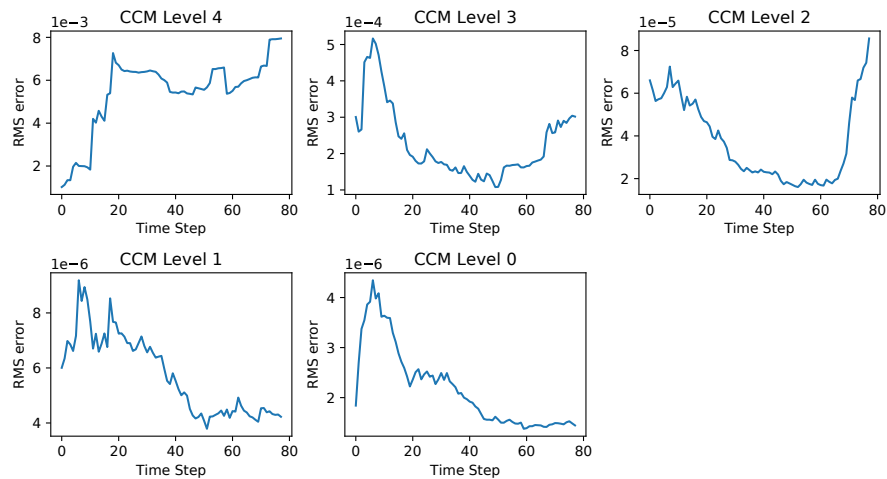 CCM Level 4
1e−3
RMS error
8
6
4
2
0 20 40 60 80
Time Step
CCM Level 3
1e−4
RMS error
5
4
3
2
1
0 20 40 60 80
Time Step
CCM Level 2
1e−5
RMS error
8
6
4
2
0 20 40 60 80
Time Step
CCM Level 1
1e−6
RMS error
8
6
4
0 20 40 60 80
Time Step
CCM Level 0
1e−6
RMS error
4
3
2
0 20 40 60 80
Time Step